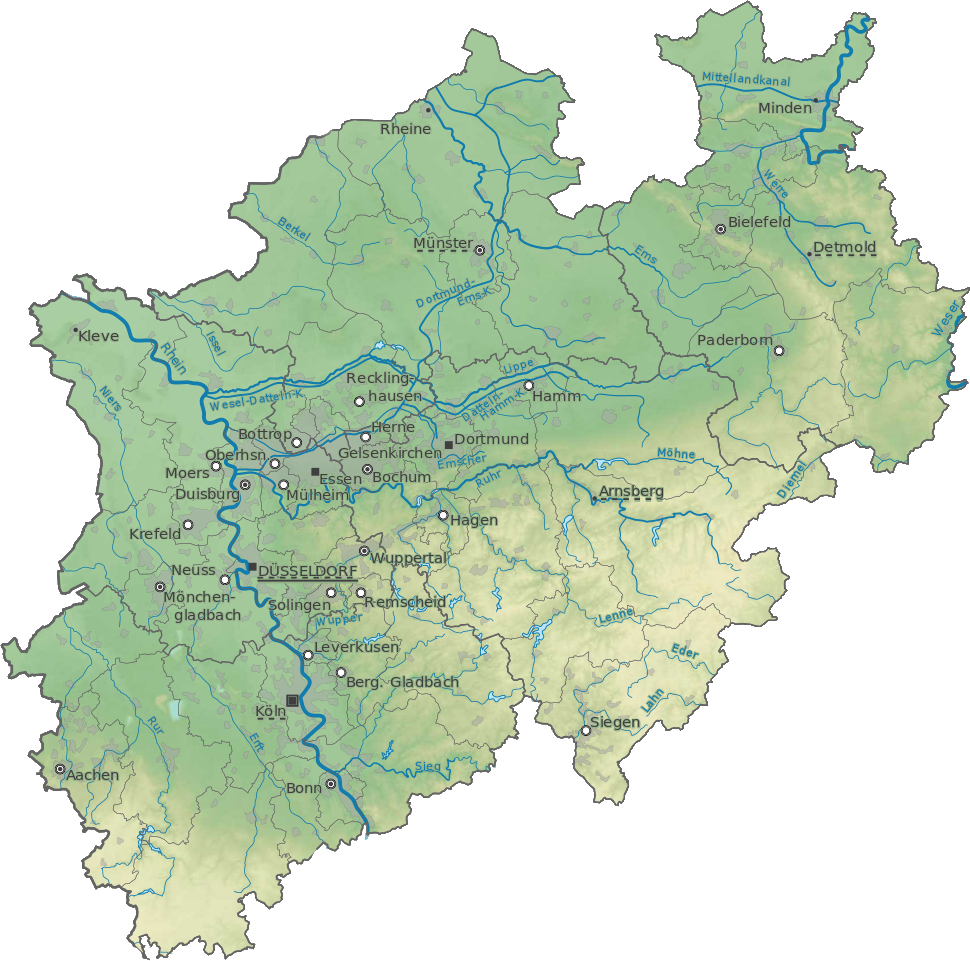 Mittellandkanal
Minden
Rheine
Werre
Berkel
Bielefeld
Münster
Detmold
Ems
Dortmund-
Ems-K.
Weser
Kleve
Rhein
Issel
Paderborn
Niers
Lippe
Reckling-
hausen
Wesel-Datteln-K.
Datteln-
Hamm-K.
Hamm
Bottrop
Herne
Dortmund
Oberhsn.
Gelsenkirchen
Emscher
Möhne
Moers
Essen
Bochum
Ruhr
Diemel
Duisburg
Mülheim
Arnsberg
Krefeld
Hagen
Wuppertal
Neuss
DÜSSELDORF
Mönchen-
gladbach
Solingen
Remscheid
Wupper
Lenne
Leverkusen
Eder
Berg. Gladbach
Lahn
Köln
Siegen
Rur
Erft
Sieg
Aachen
Bonn